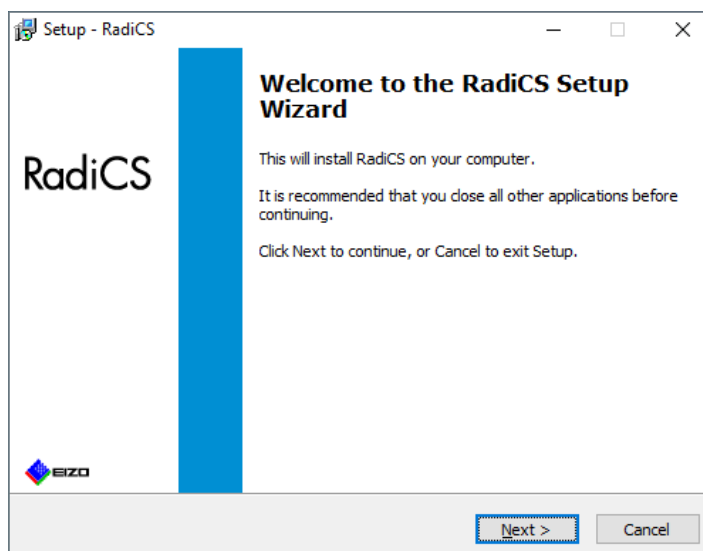 Setup - RadiCS
Welcome to the RadiCS Setup
Wizard
RadiCS
This will install RadiCS on your computer.
It is recommended that you close all other applications before
continuing.
Click Next to continue, or Cancel to exit Setup.
EIZO
Next >
Cancel